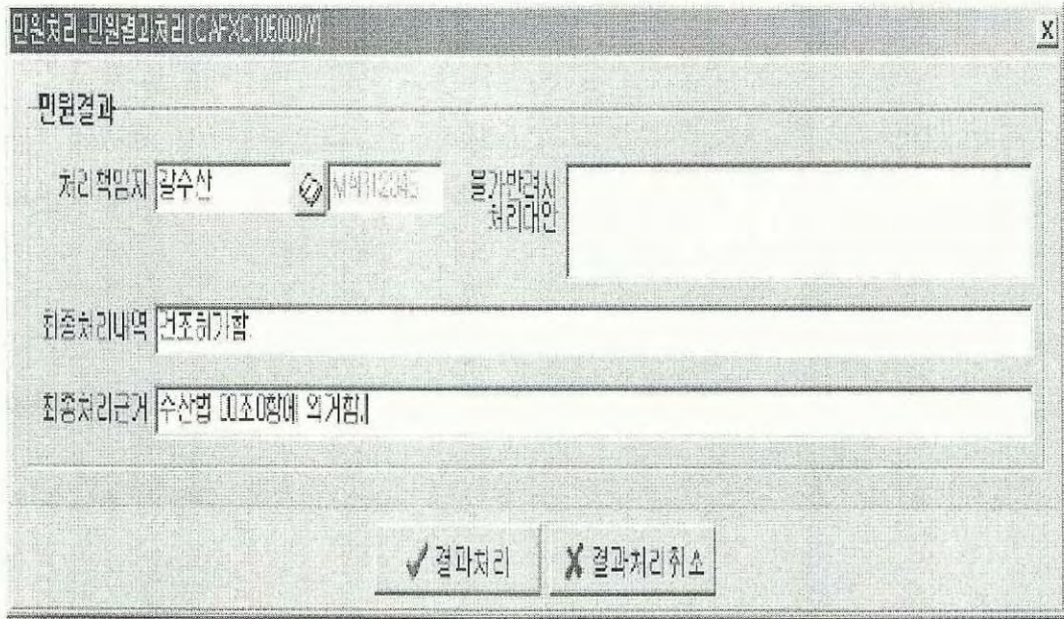 민원처리-민원결과처리[CAFXC105000W]
X
민원결과
처리책임자 갈수산
불가반려시
처리대안
최종처리내역 건조허가함.
최종처리근거 수산법 00조0항에 의거함.
결과처리
결과처리취소